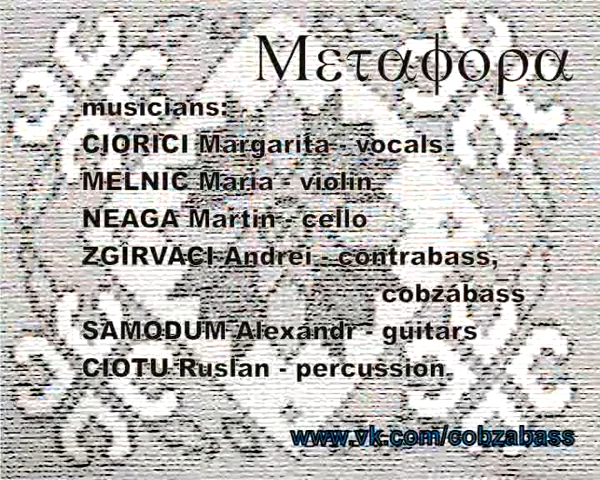 Μεταφορα
musicians:
CIORICI Margarita - vocals
MELNIC Maria - violin
NEAGA Martin - cello
ZGÎRVACI Andrei - contrabass,
cobzabass
SAMODUM Alexandr - guitars
CIOTU Ruslan - percussion
www.vk.com/cobzabass